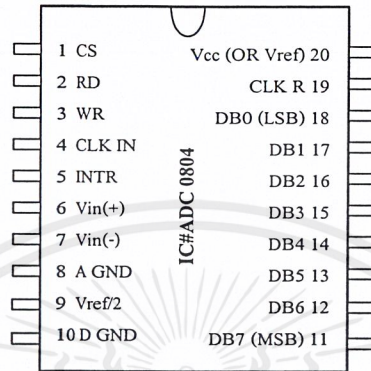 1 CS
2 RD
3 WR
4 CLK IN
5 INTR
6 Vin(+)
7 Vin(-)
8 A GND
9 Vref/2
10 D GND
IC#ADC 0804
Vcc (OR Vref) 20
CLK R 19
DB0 (LSB) 18
DB1 17
DB2 16
DB3 15
DB4 14
DB5 13
DB6 12
DB7 (MSB) 11